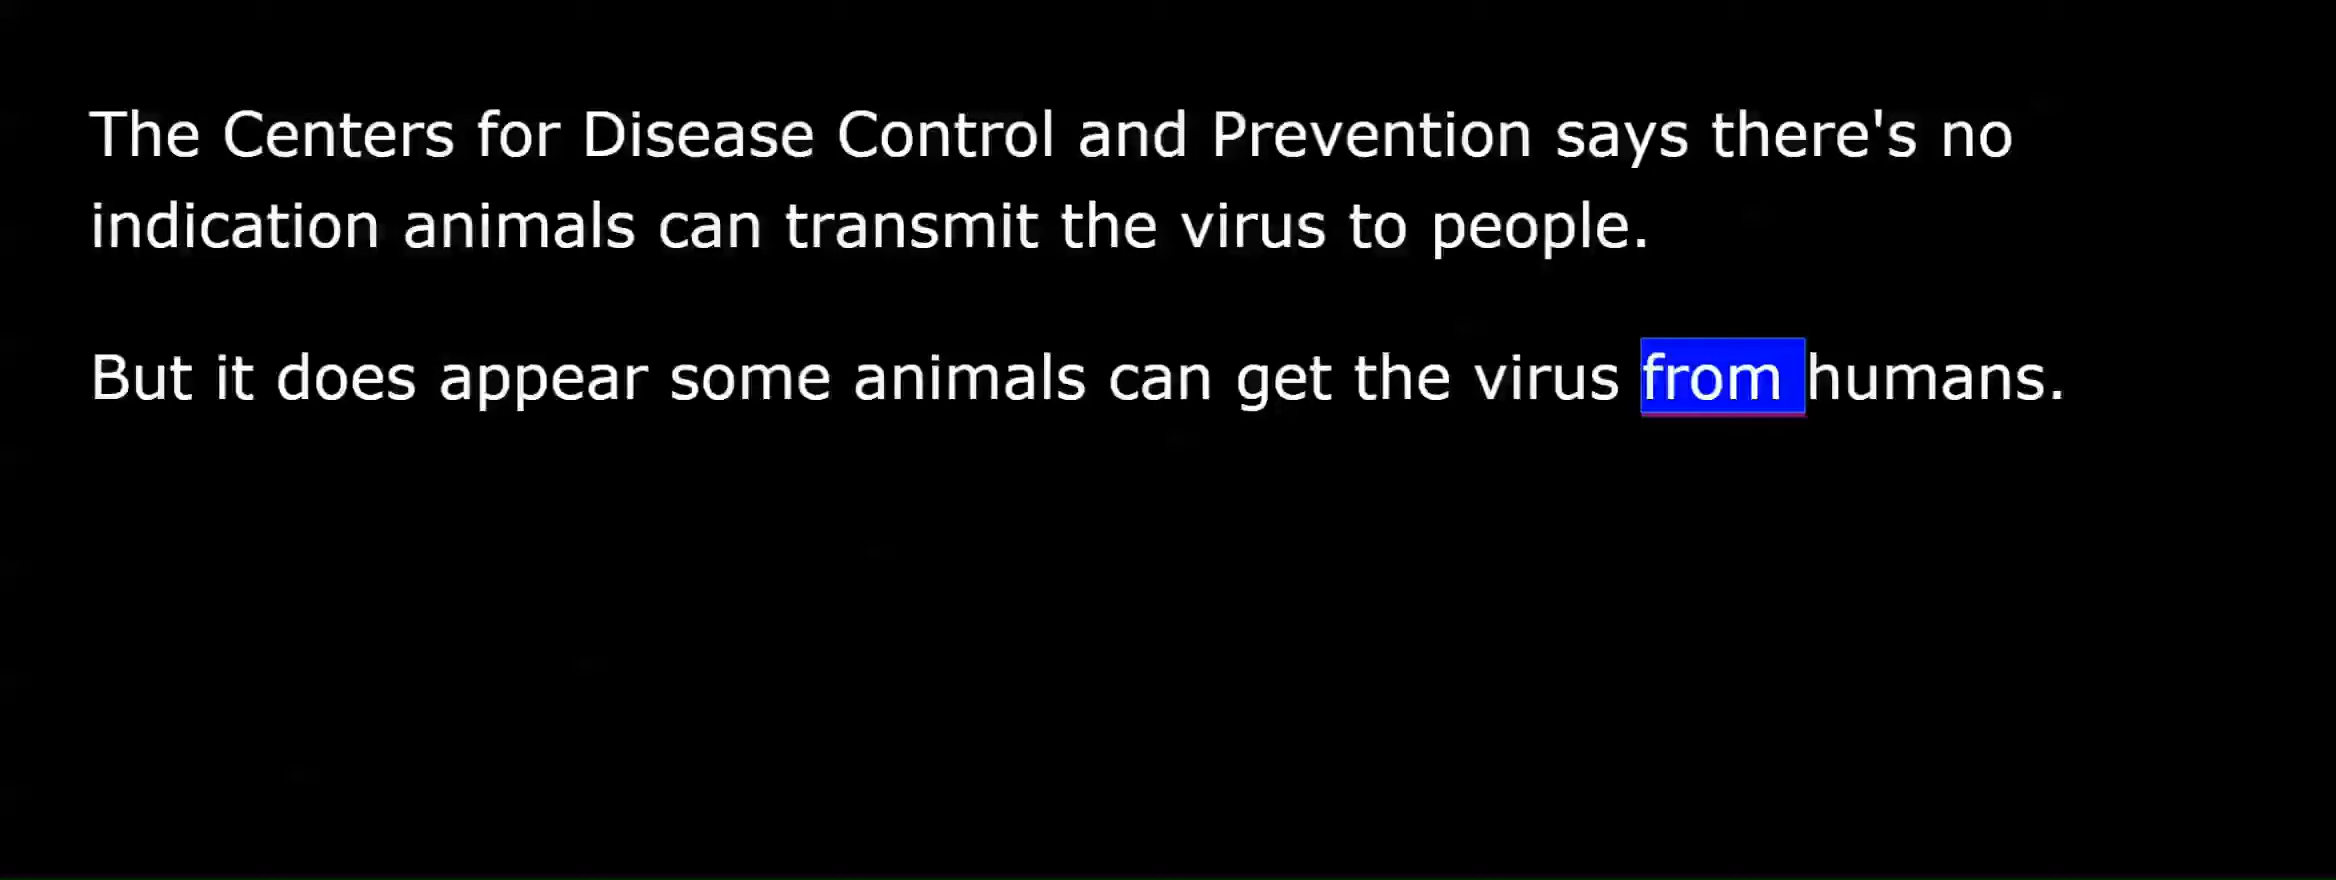 The Centers for Disease Control and Prevention says there's no
indication animals can transmit the virus to people.
But it does appear some animals can get the virus from humans.